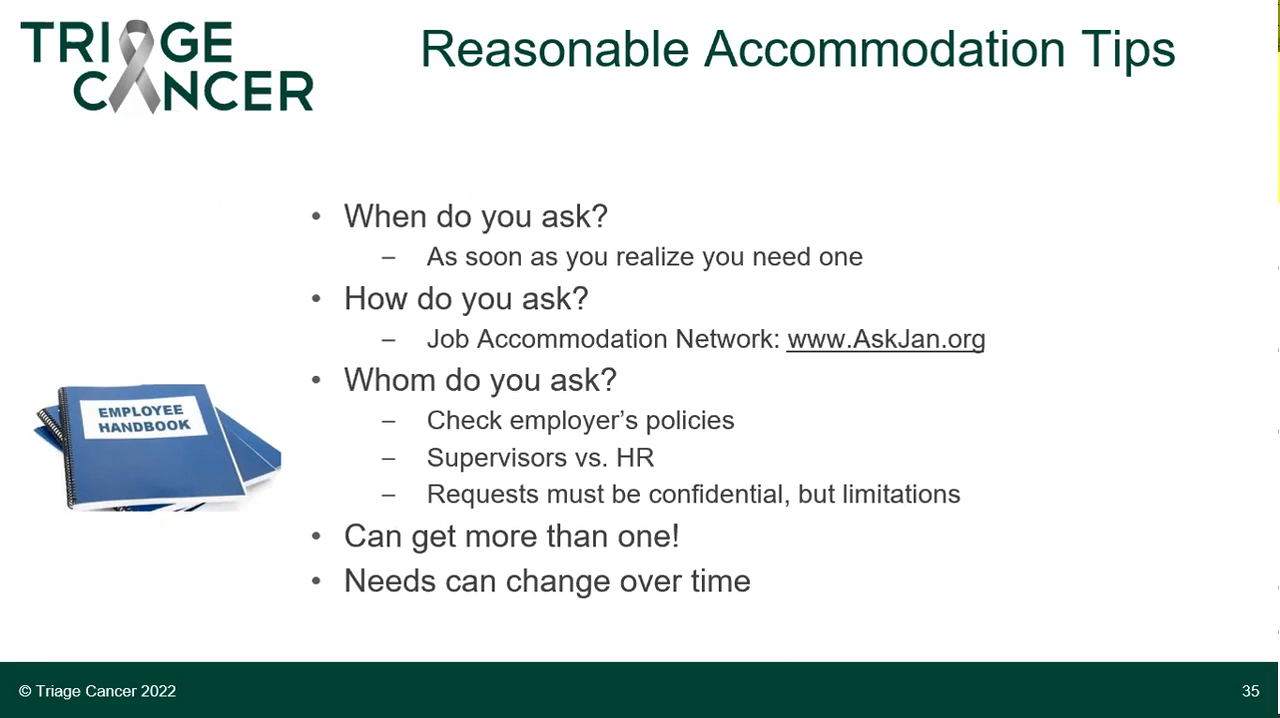 TRIAGE
CANCER
Reasonable Accommodation Tips
• When do you ask?
– As soon as you realize you need one
• How do you ask?
– Job Accommodation Network: www.AskJan.org
• Whom do you ask?
– Check employer’s policies
– Supervisors vs. HR
– Requests must be confidential, but limitations
• Can get more than one!
• Needs can change over time
EMPLOYEE
HANDBOOK
© Triage Cancer 2022
35